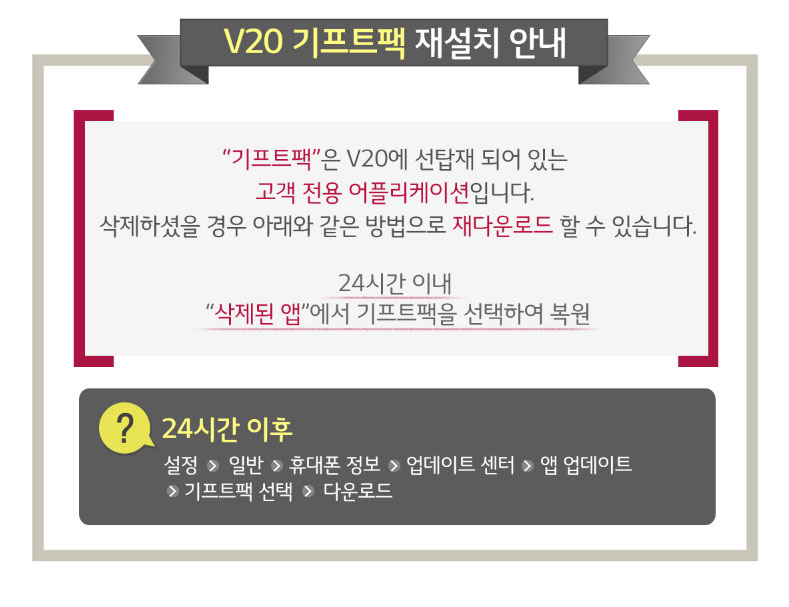 V20 기프트팩 재설치 안내
“기프트팩”은 V20에 선탑재 되어 있는
고객 전용 어플리케이션입니다.
삭제하셨을 경우 아래와 같은 방법으로 재다운로드 할 수 있습니다.
24시간 이내
“삭제된 앱”에서 기프트팩을 선택하여 복원
? 24시간 이후
설정 > 일반 > 휴대폰 정보 > 업데이트 센터 > 앱 업데이트
> 기프트팩 선택 > 다운로드